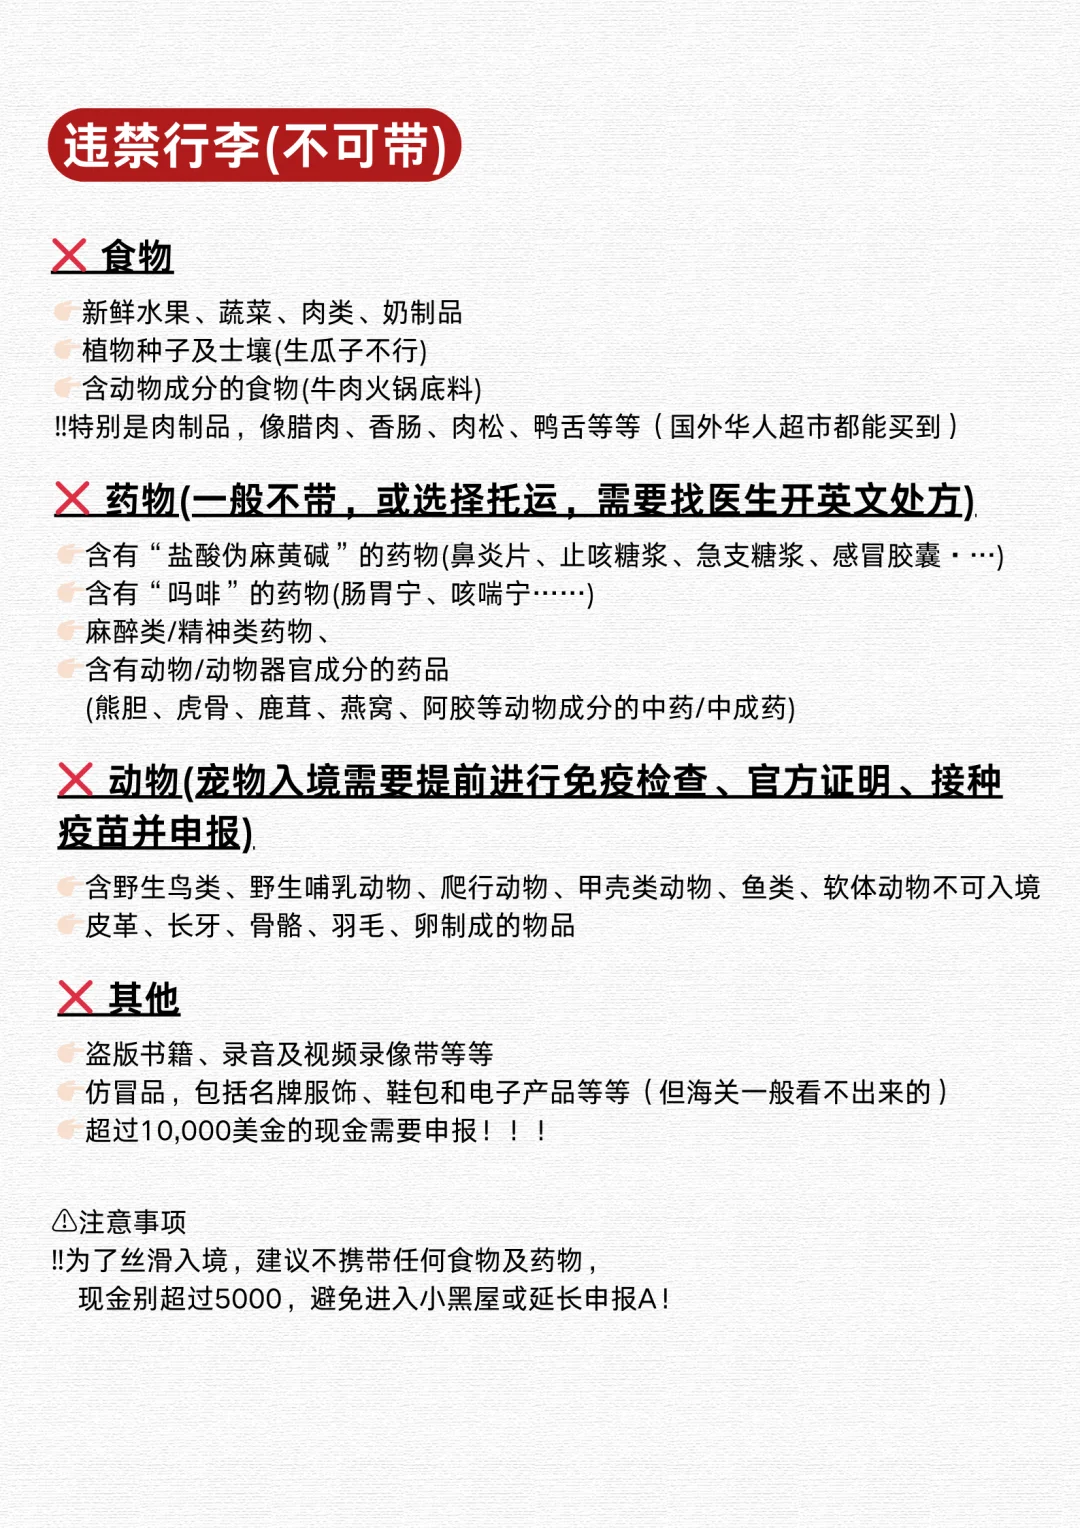 违禁行李(不可带)
❌ 食物
👉新鲜水果、蔬菜、肉类、奶制品
👉植物种子及士壤(生瓜子不行)
👉含动物成分的食物(牛肉火锅底料)
‼特别是肉制品，像腊肉、香肠、肉松、鸭舌等等（国外华人超市都能买到）
❌ 药物(一般不带，或选择托运，需要找医生开英文处方)
👉含有“盐酸伪麻黄碱”的药物(鼻炎片、止咳糖浆、急支糖浆、感冒胶囊·…)
👉含有“吗啡”的药物(肠胃宁、咳喘宁……)
👉麻醉类/精神类药物、
👉含有动物/动物器官成分的药品
(熊胆、虎骨、鹿茸、燕窝、阿胶等动物成分的中药/中成药)
❌ 动物(宠物入境需要提前进行免疫检查、官方证明、接种
疫苗并申报)
👉含野生鸟类、野生哺乳动物、爬行动物、甲壳类动物、鱼类、软体动物不可入境
👉皮革、长牙、骨骼、羽毛、卵制成的物品
❌ 其他
👉盗版书籍、录音及视频录像带等等
👉仿冒品，包括名牌服饰、鞋包和电子产品等等（但海关一般看不出来的）
👉超过10,000美金的现金需要申报！！！
⚠注意事项
‼为了丝滑入境，建议不携带任何食物及药物，
现金别超过5000，避免进入小黑屋或延长申报A！